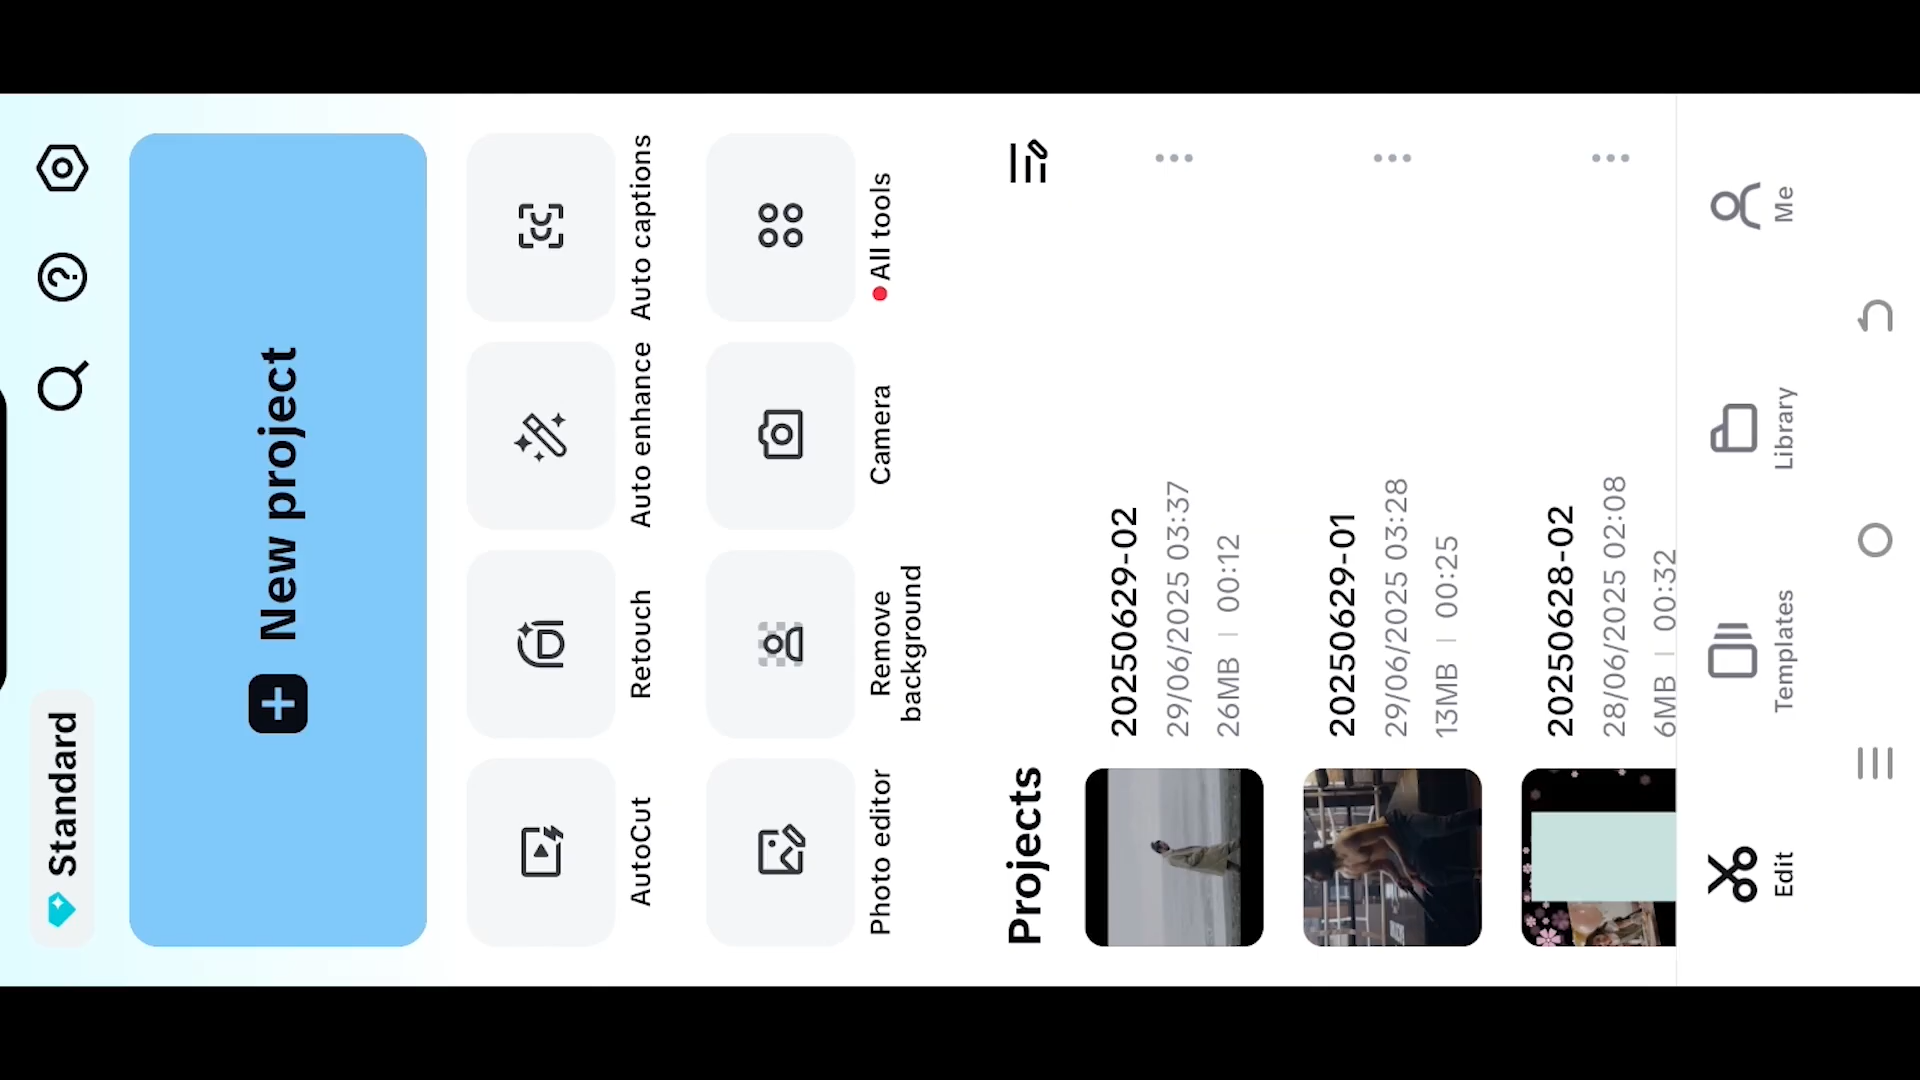 Standard
New project
AutoCut
Retouch
Auto enhance
Auto captions
Photo editor
Remove
background
Camera
All tools
Projects
20250629-02
29/06/2025 03:37
26MB | 00:12
20250629-01
29/06/2025 03:28
13MB | 00:25
20250628-02
28/06/2025 02:08
6MB | 00:32
Edit
Templates
Library
Me